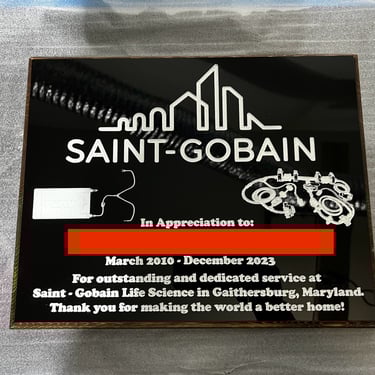 SAINT-GOBAIN
In Appreciation to:
March 2010 - December 2023
For outstanding and dedicated service at
Saint - Gobain Life Science in Gaithersburg, Maryland.
Thank you for making the world a better home!